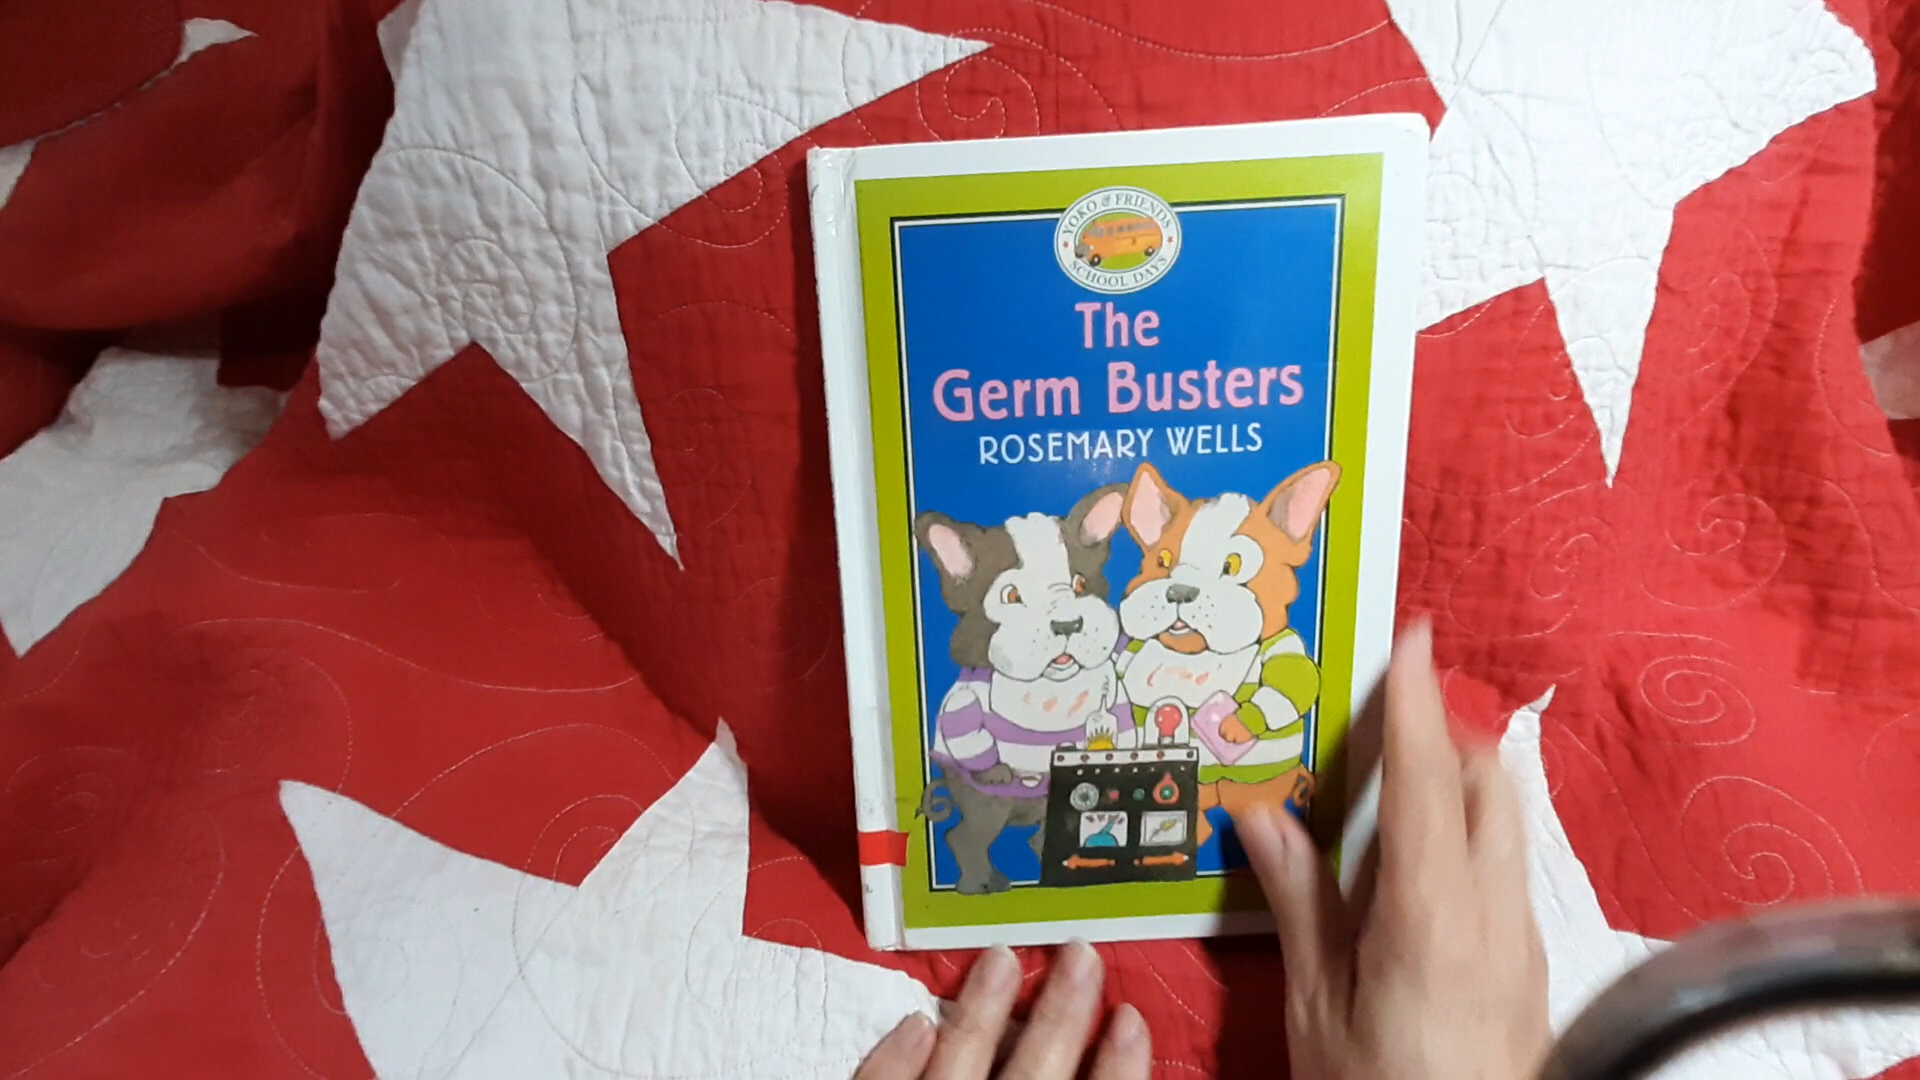 YOKO & FRIENDS
SCHOOL DAYS
The
Germ Busters
ROSEMARY WELLS